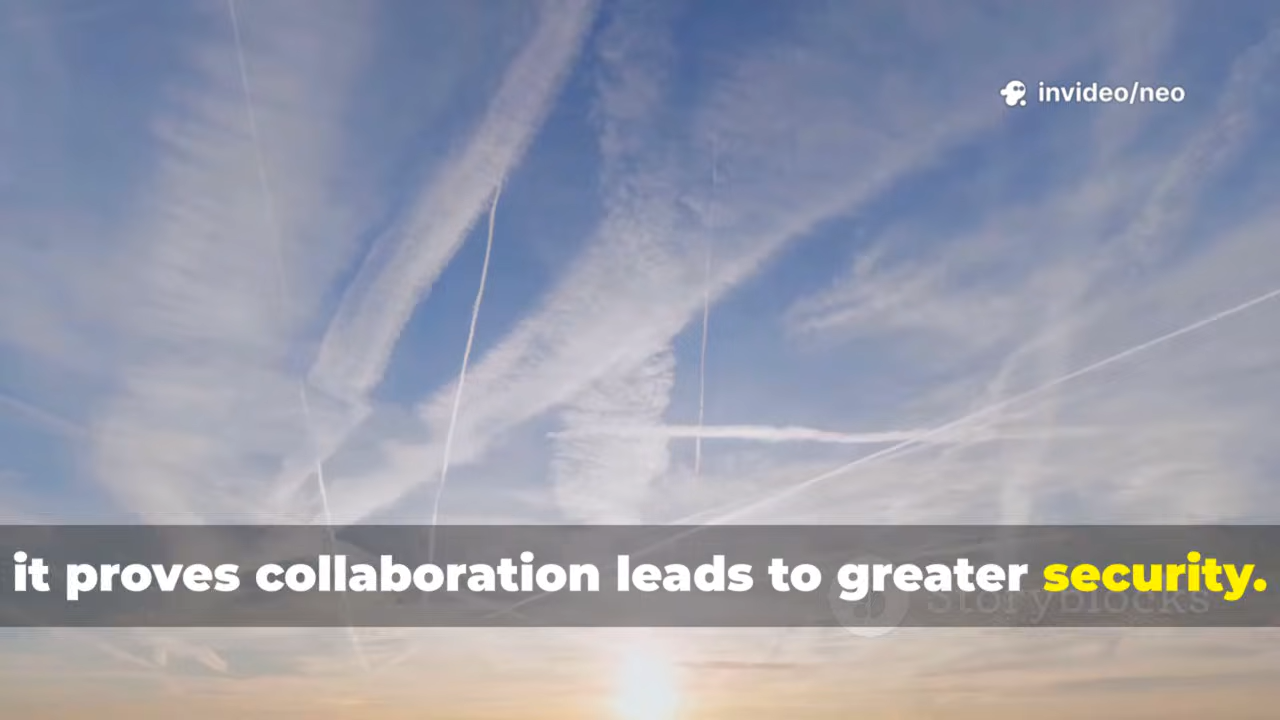 invideo/neo
it proves collaboration leads to greater security.
Storyblocks